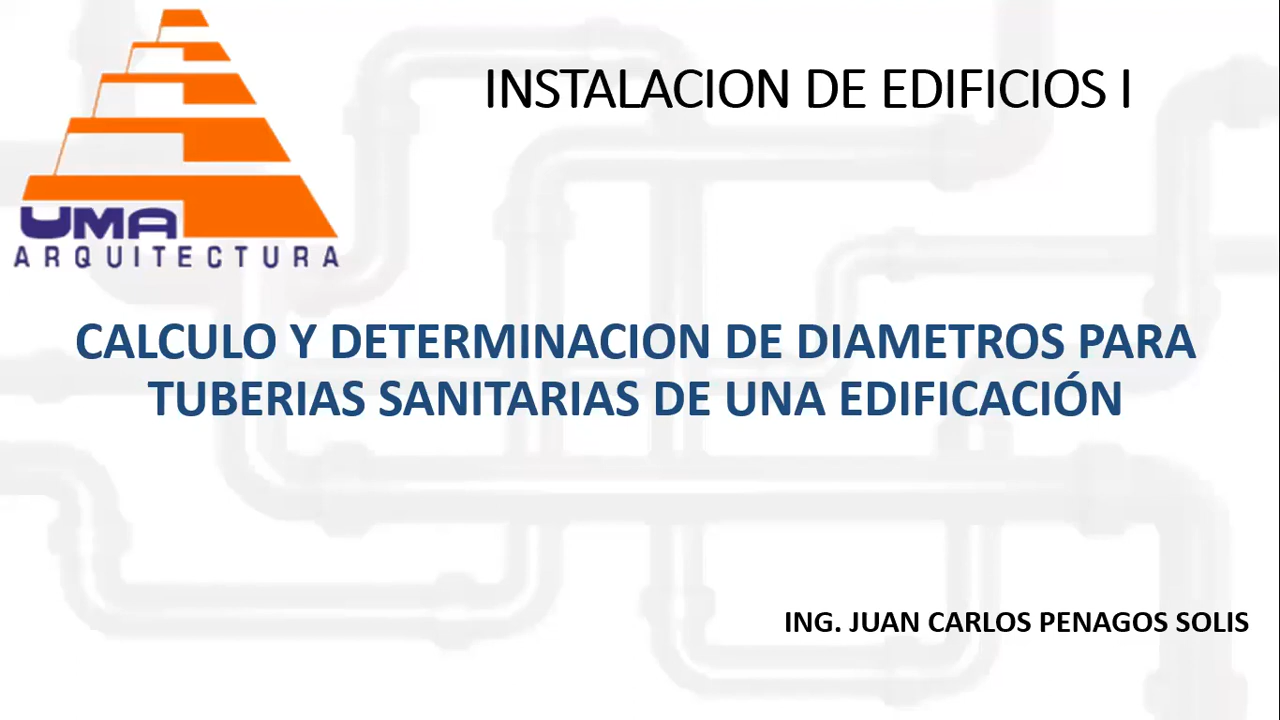 INSTALACION DE EDIFICIOS I
UMA
ARQUITECTURA
CALCULO Y DETERMINACION DE DIAMETROS PARA
TUBERIAS SANITARIAS DE UNA EDIFICACIÓN
ING. JUAN CARLOS PENAGOS SOLIS